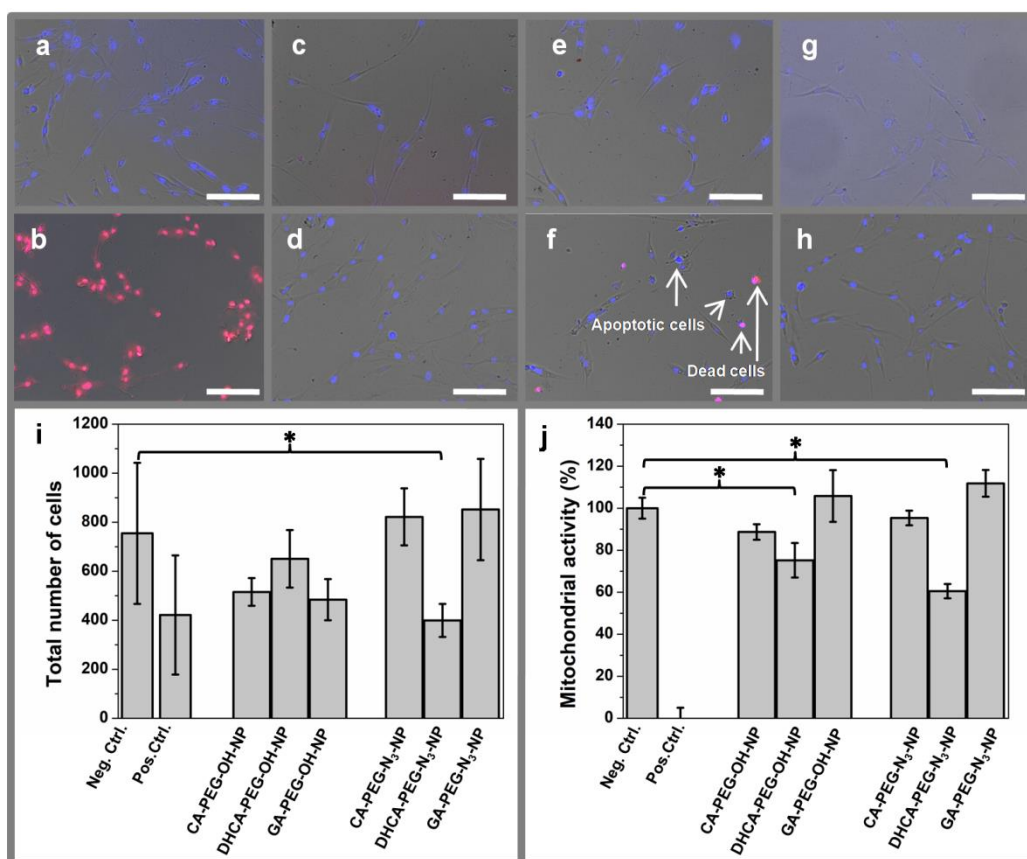 a
c
e
g
b
d
f
h
Apoptotic cells
Dead cells
i
1200
1000
800
600
400
200
0
Total number of cells
*
Neg. Ctrl.
Pos.Ctrl.
CA-PEG-OH-NP
DHCA-PEG-OH-NP
GA-PEG-OH-NP
CA-PEG-N₃-NP
DHCA-PEG-N₃-NP
GA-PEG-N₃-NP
j
140
120
100
80
60
40
20
0
Mitochondrial activity (%)
*
*
Neg. Ctrl.
Pos.Ctrl.
CA-PEG-OH-NP
DHCA-PEG-OH-NP
GA-PEG-OH-NP
CA-PEG-N₃-NP
DHCA-PEG-N₃-NP
GA-PEG-N₃-NP